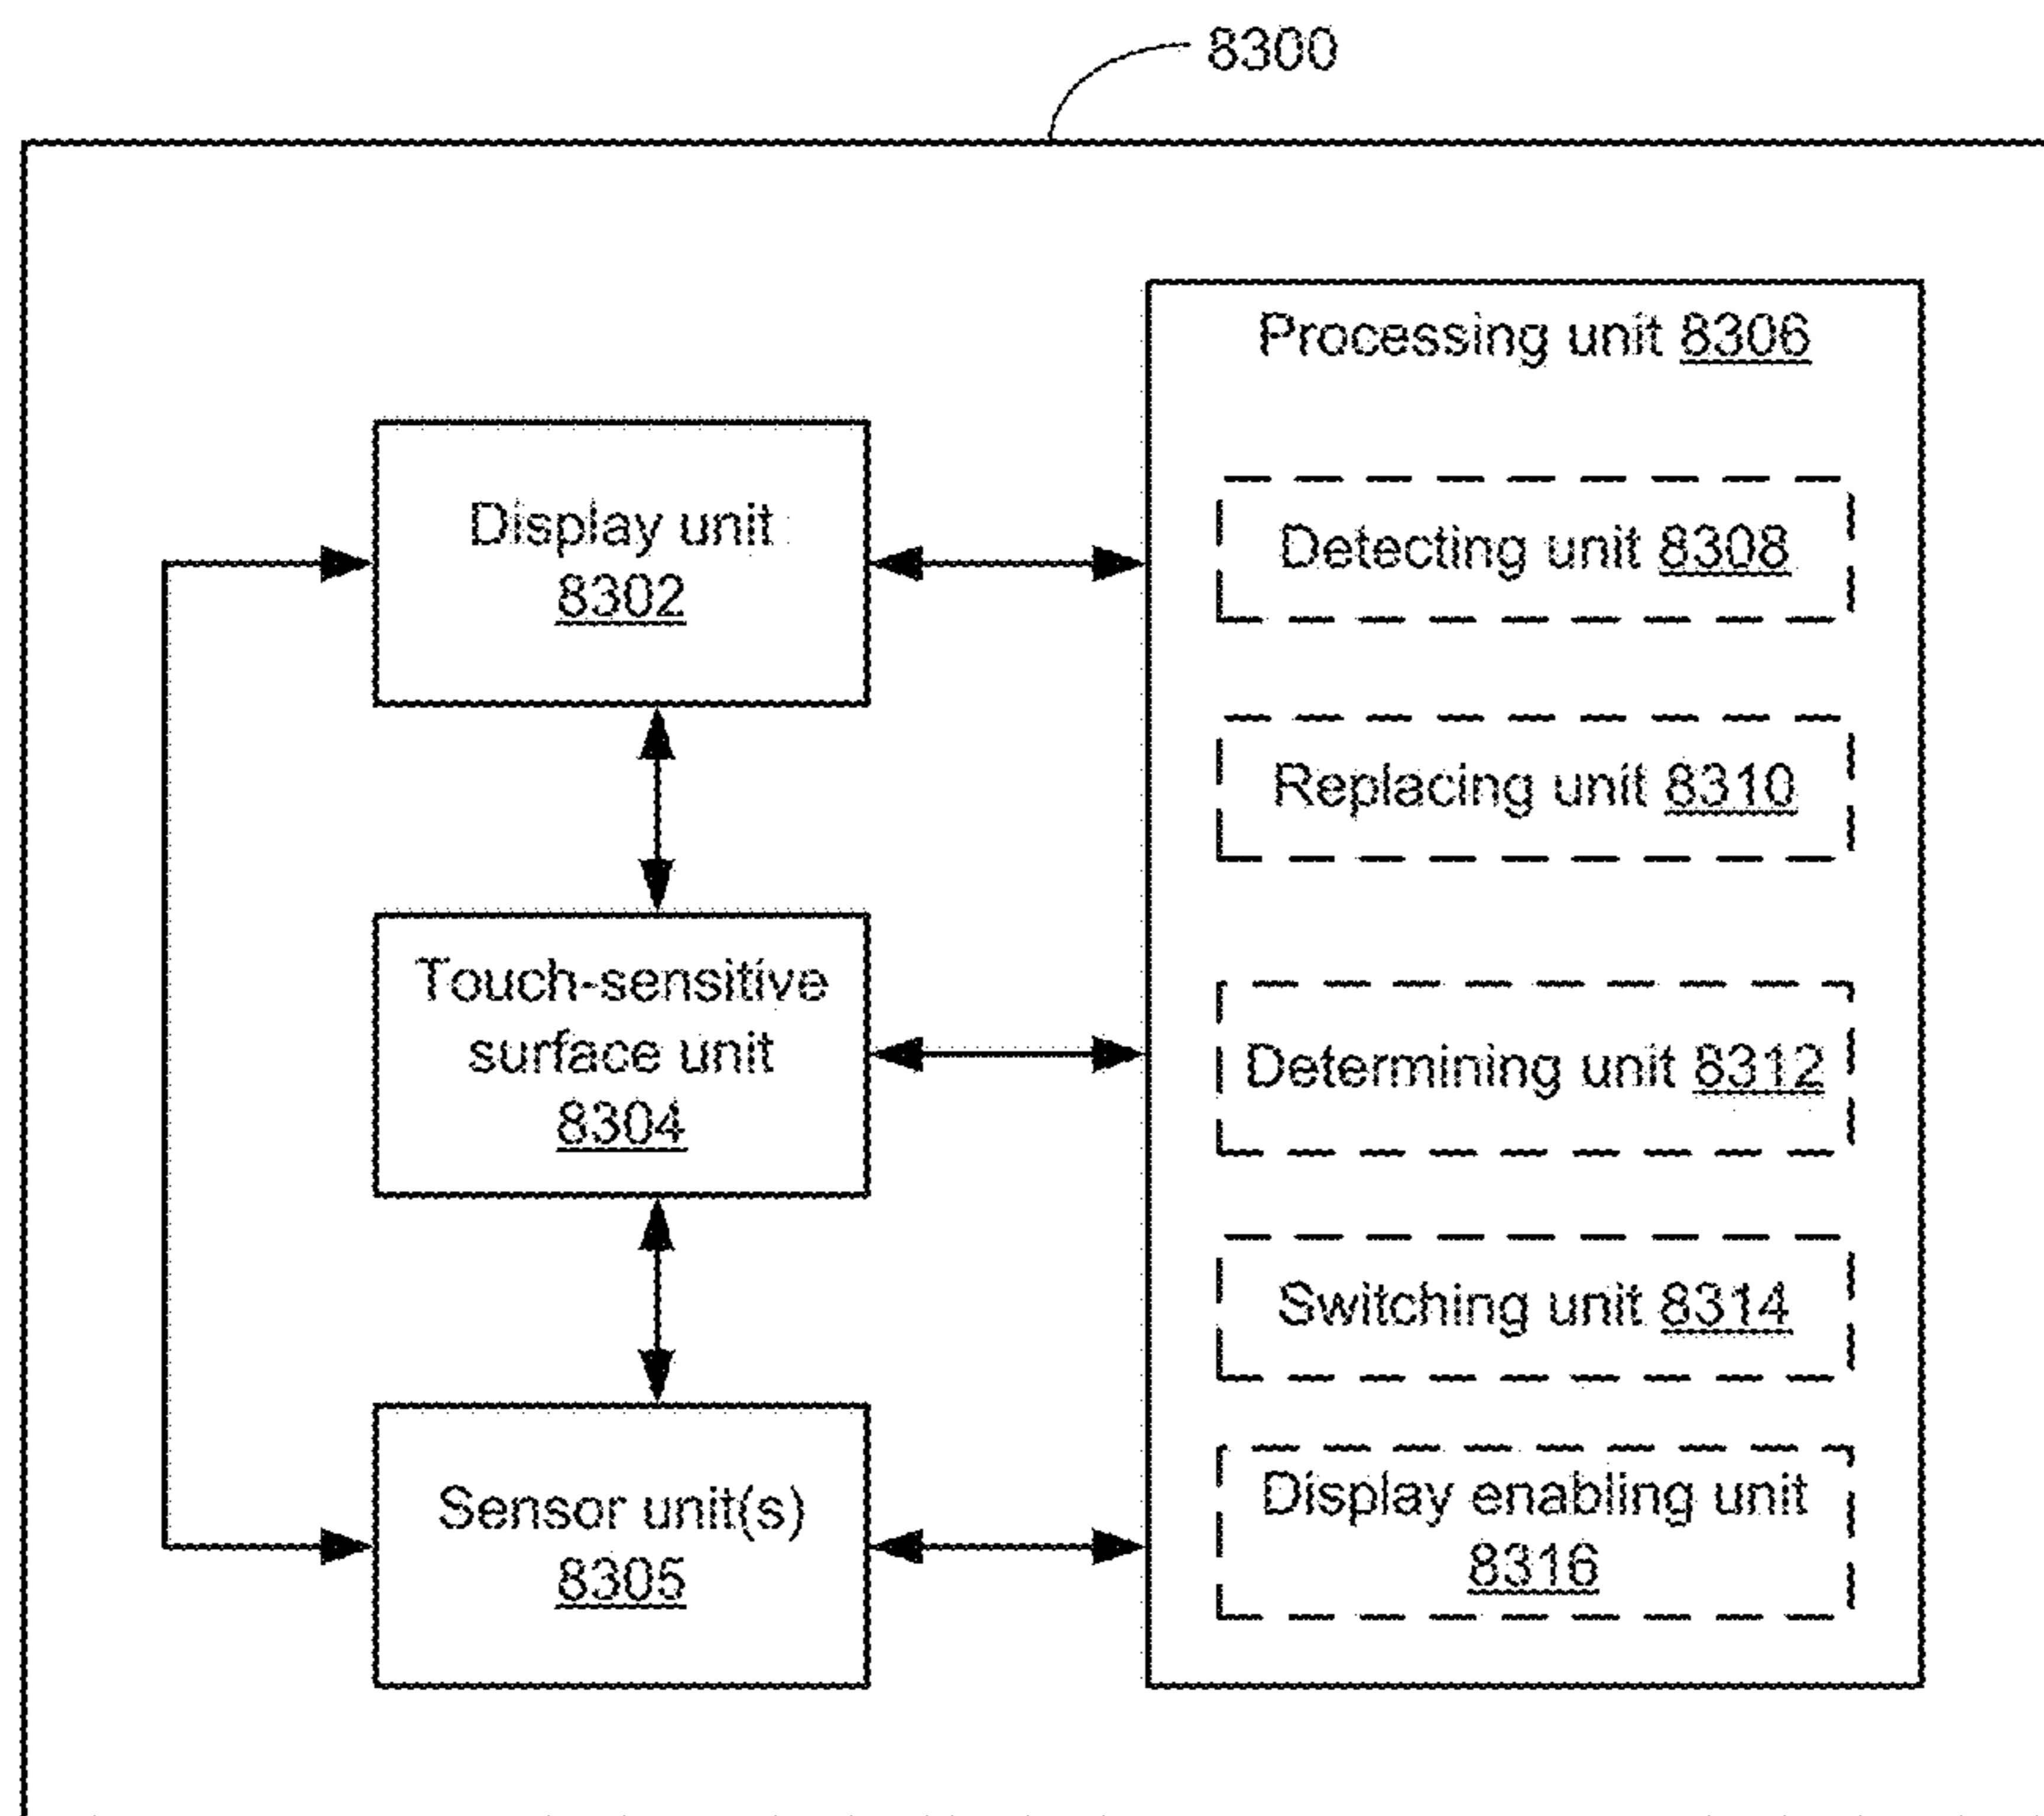 8300
Processing unit 8306
Display unit
8302
Detecting unit 8308
Replacing unit 8310
Touch-sensitive
surface unit
8304
Determining unit 8312
Switching unit 8314
Sensor unit(s)
8305
Display enabling unit
8316